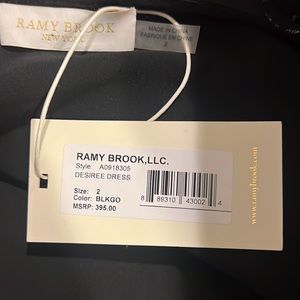 RAMY BROOK
NEW YORK
MADE IN CHINA
FABRIQUÉ EN CHINE
2
RAMY BROOK,LLC.
Style: A0918305
DESIREE DRESS
Size: 2
Color: BLKGO
MSRP: 395.00
8 89310 43002 4
www.ramybrook.com